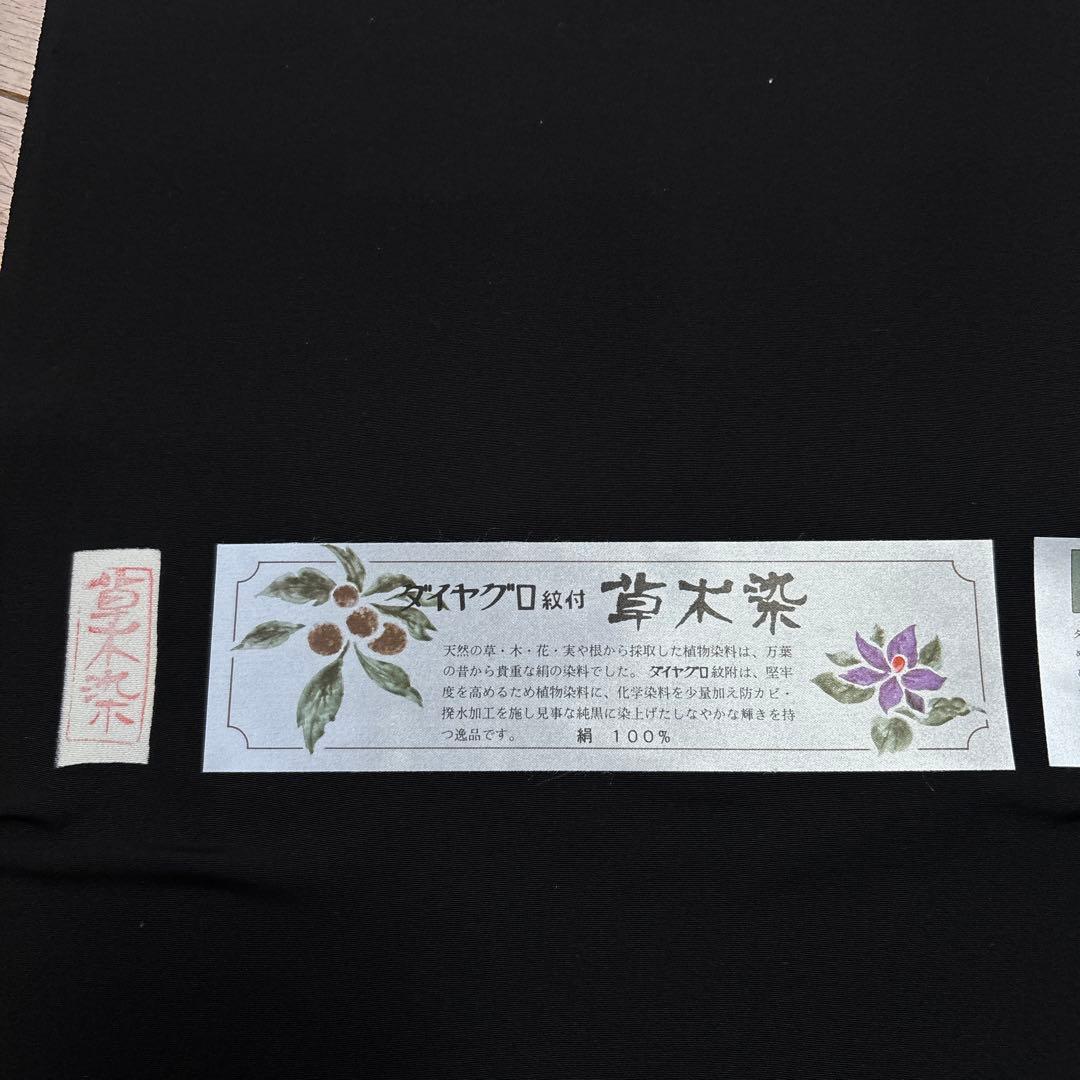 草木染
ダイヤグロ紋付 草木染
天然の草・木・花・実や根から採取した植物染料は、万葉
の昔から貴重な絹の染料でした。 ダイヤグロ紋附は、堅牢
度を高めるため植物染料に、化学染料を少量加え防カビ・
撥水加工を施し見事な純黒に染上げたしなやかな輝きを持
つ逸品です。 絹 100%